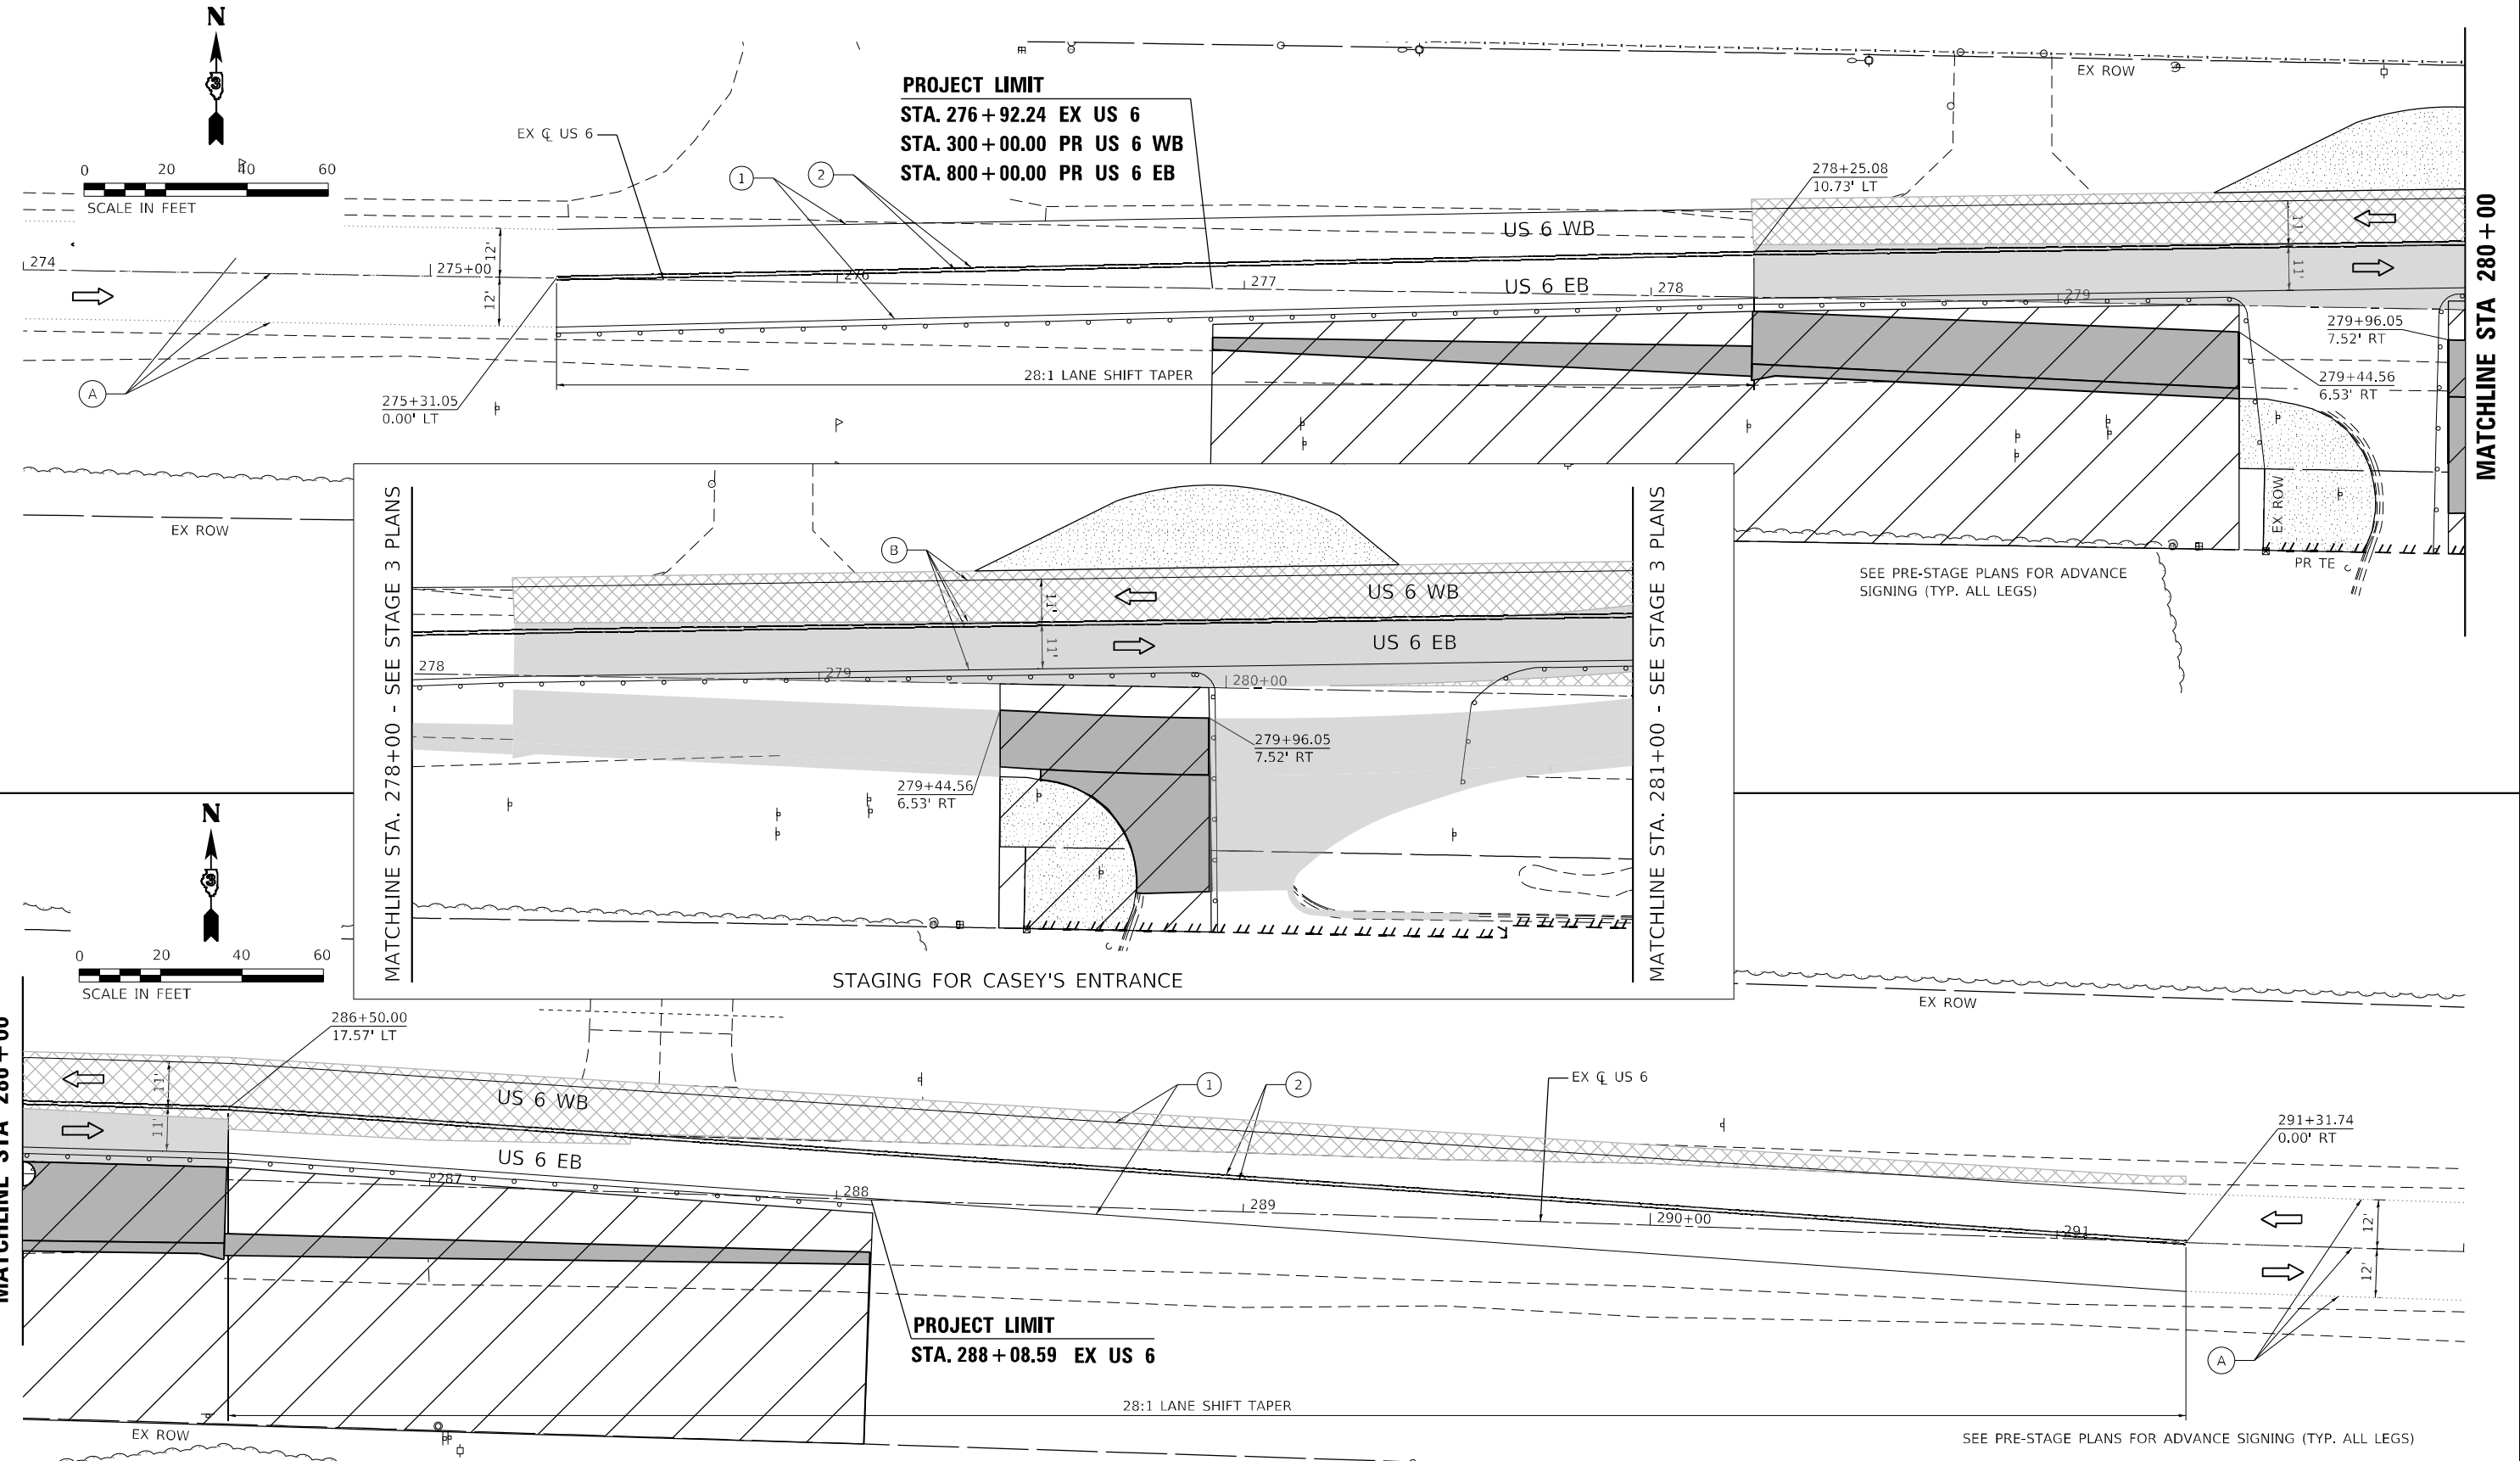 N
3
0 20 40 60
SCALE IN FEET
EX ℄ US 6
1
2
PROJECT LIMIT
STA. 276+92.24 EX US 6
STA. 300+00.00 PR US 6 WB
STA. 800+00.00 PR US 6 EB
EX ROW
278+25.08
10.73' LT
US 6 WB
11'
12'
274
275+00
276
277
278
279
US 6 EB
11'
12'
279+96.05
7.52' RT
MATCHLINE STA 280+00
A
275+31.05
0.00' LT
28:1 LANE SHIFT TAPER
279+44.56
6.53' RT
EX ROW
EX ROW
PR TE
SEE PRE-STAGE PLANS FOR ADVANCE
SIGNING (TYP. ALL LEGS)
MATCHLINE STA. 278+00 - SEE STAGE 3 PLANS
B
US 6 WB
11'
11'
US 6 EB
278
279
280+00
279+96.05
7.52' RT
279+44.56
6.53' RT
MATCHLINE STA. 281+00 - SEE STAGE 3 PLANS
STAGING FOR CASEY'S ENTRANCE
N
3
0 20 40 60
SCALE IN FEET
EX ROW
286+50.00
17.57' LT
MATCHLINE STA
11'
11'
US 6 WB
US 6 EB
1
2
EX ℄ US 6
291+31.74
0.00' RT
287
288
289
290+00
291
12'
12'
A
PROJECT LIMIT
STA. 288+08.59 EX US 6
28:1 LANE SHIFT TAPER
EX ROW
SEE PRE-STAGE PLANS FOR ADVANCE SIGNING (TYP. ALL LEGS)